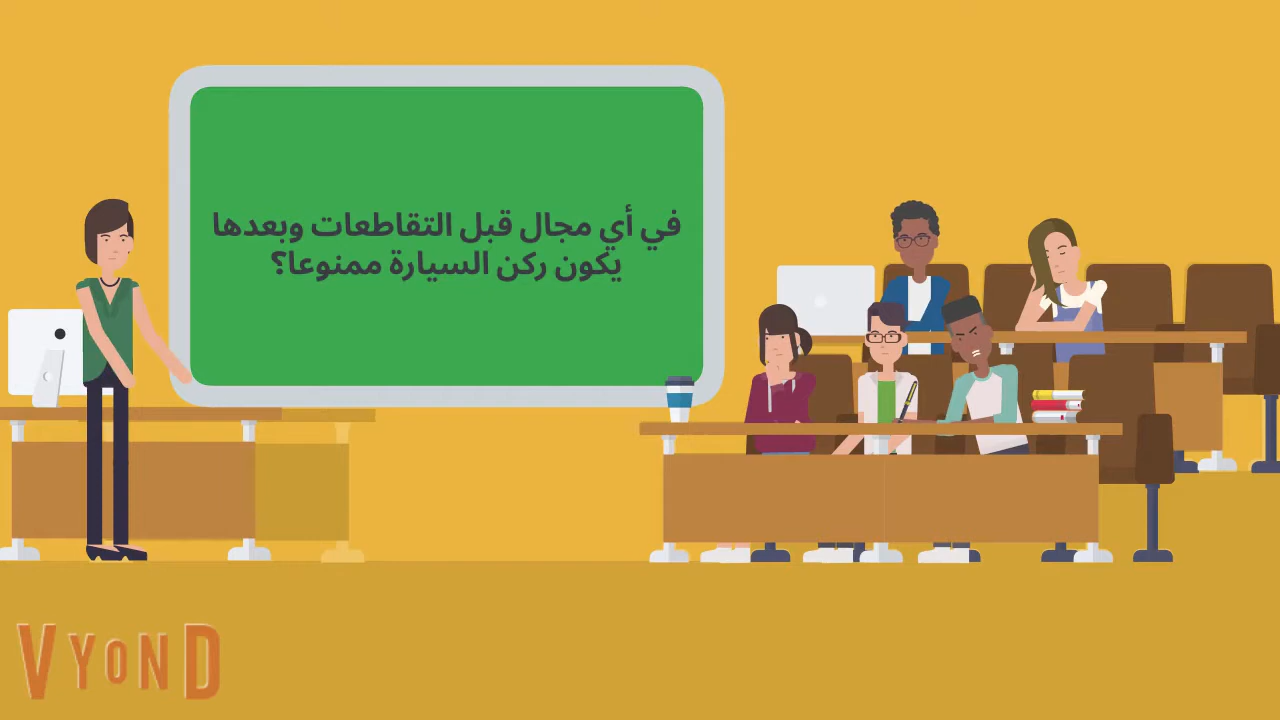 في أي مجال قبل التقاطعات وبعدها
يكون ركن السيارة ممنوعا؟
VYOND